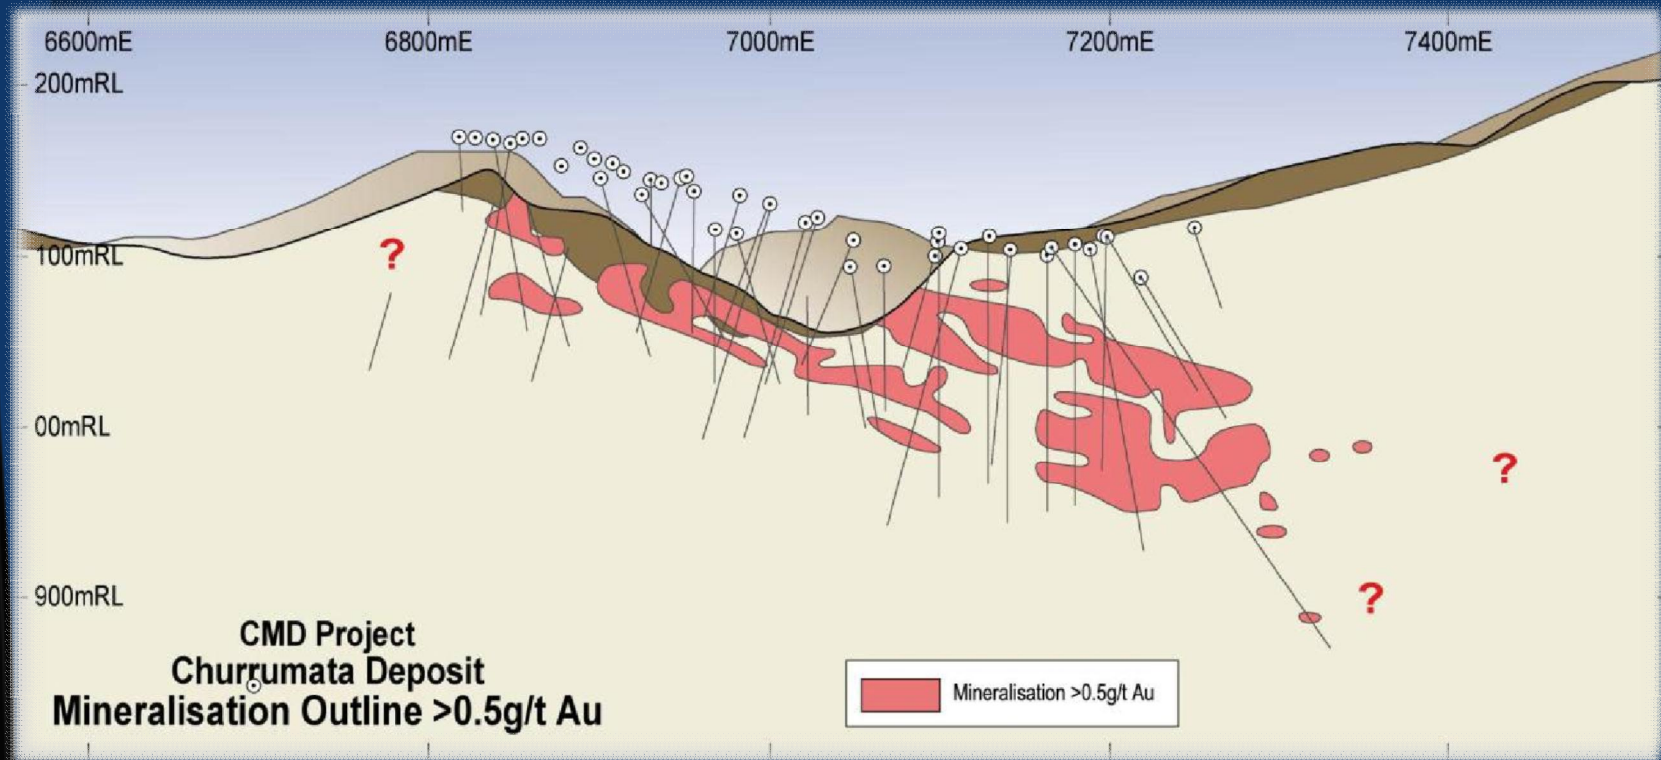 6600mE 6800mE 7000mE 7200mE 7400mE
200mRL
100mRL
?
00mRL
?
900mRL
?
CMD Project
Churrumata Deposit
Mineralisation Outline >0.5g/t Au
Mineralisation >0.5g/t Au